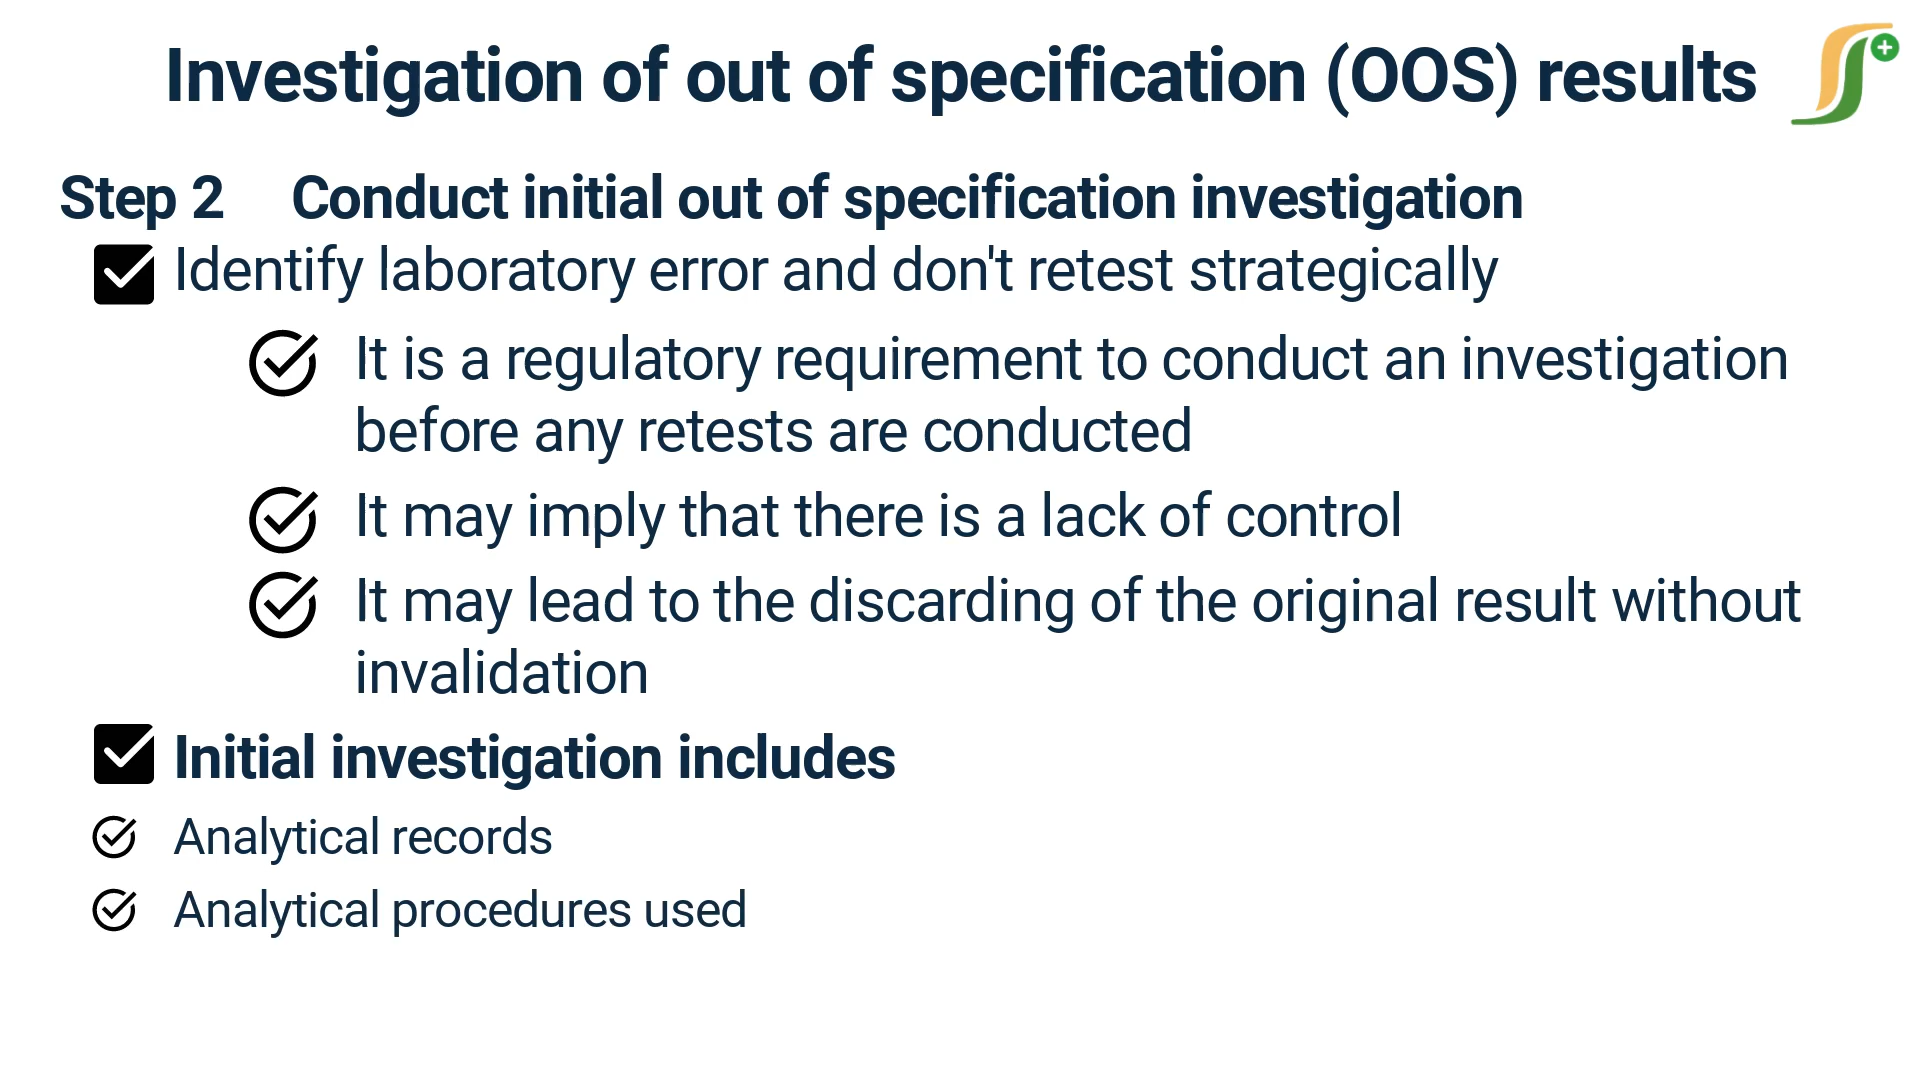 Investigation of out of specification (OOS) results
Step 2 Conduct initial out of specification investigation
Identify laboratory error and don't retest strategically
It is a regulatory requirement to conduct an investigation
before any retests are conducted
It may imply that there is a lack of control
It may lead to the discarding of the original result without
invalidation
Initial investigation includes
Analytical records
Analytical procedures used